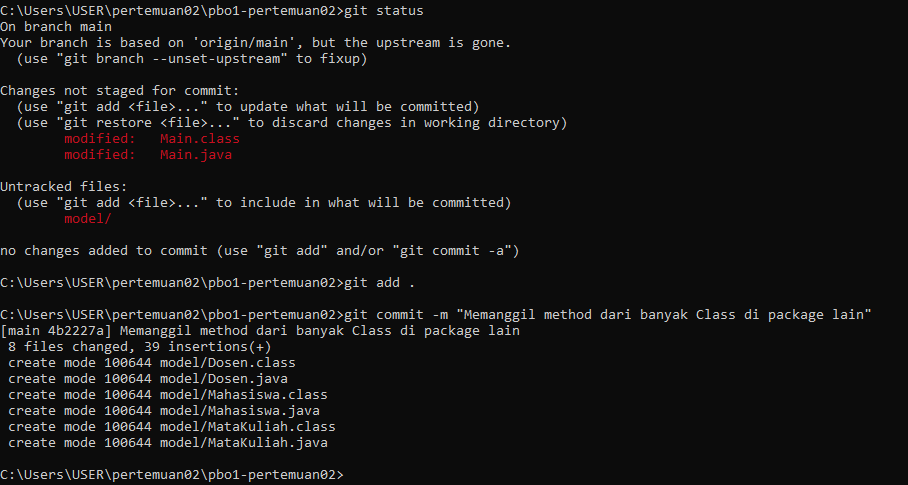 C:\Users\USER\pertemuan02\pbo1-pertemuan02>git status
On branch main
Your branch is based on 'origin/main', but the upstream is gone.
  (use "git branch --unset-upstream" to fixup)

Changes not staged for commit:
  (use "git add <file>..." to update what will be committed)
  (use "git restore <file>..." to discard changes in working directory)
        modified:   Main.class
        modified:   Main.java

Untracked files:
  (use "git add <file>..." to include in what will be committed)
        model/

no changes added to commit (use "git add" and/or "git commit -a")

C:\Users\USER\pertemuan02\pbo1-pertemuan02>git add .

C:\Users\USER\pertemuan02\pbo1-pertemuan02>git commit -m "Memanggil method dari banyak Class di package lain"
[main 4b2227a] Memanggil method dari banyak Class di package lain
 8 files changed, 39 insertions(+)
 create mode 100644 model/Dosen.class
 create mode 100644 model/Dosen.java
 create mode 100644 model/Mahasiswa.class
 create mode 100644 model/Mahasiswa.java
 create mode 100644 model/MataKuliah.class
 create mode 100644 model/MataKuliah.java

C:\Users\USER\pertemuan02\pbo1-pertemuan02>